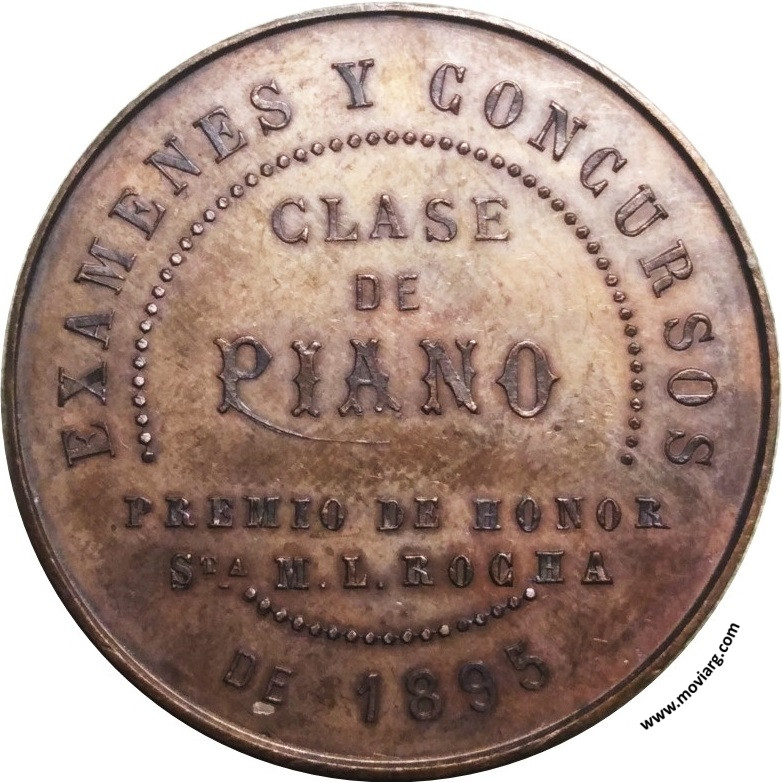 EXAMENES Y CONCURSOS
CLASE
DE
PIANO
PREMIO DE HONOR
STA M.L.ROCHA
DE 1895
www.moviarg.com